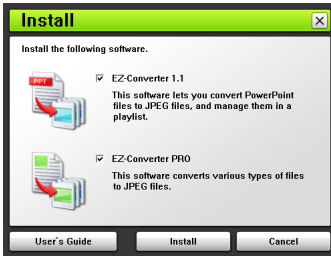 Install
Install the following software.
PPT
EZ-Converter 1.1
This software lets you convert PowerPoint
files to JPEG files, and manage them in a
playlist.
EZ-Converter PRO
This software converts various types of files
to JPEG files.
User's Guide
Install
Cancel